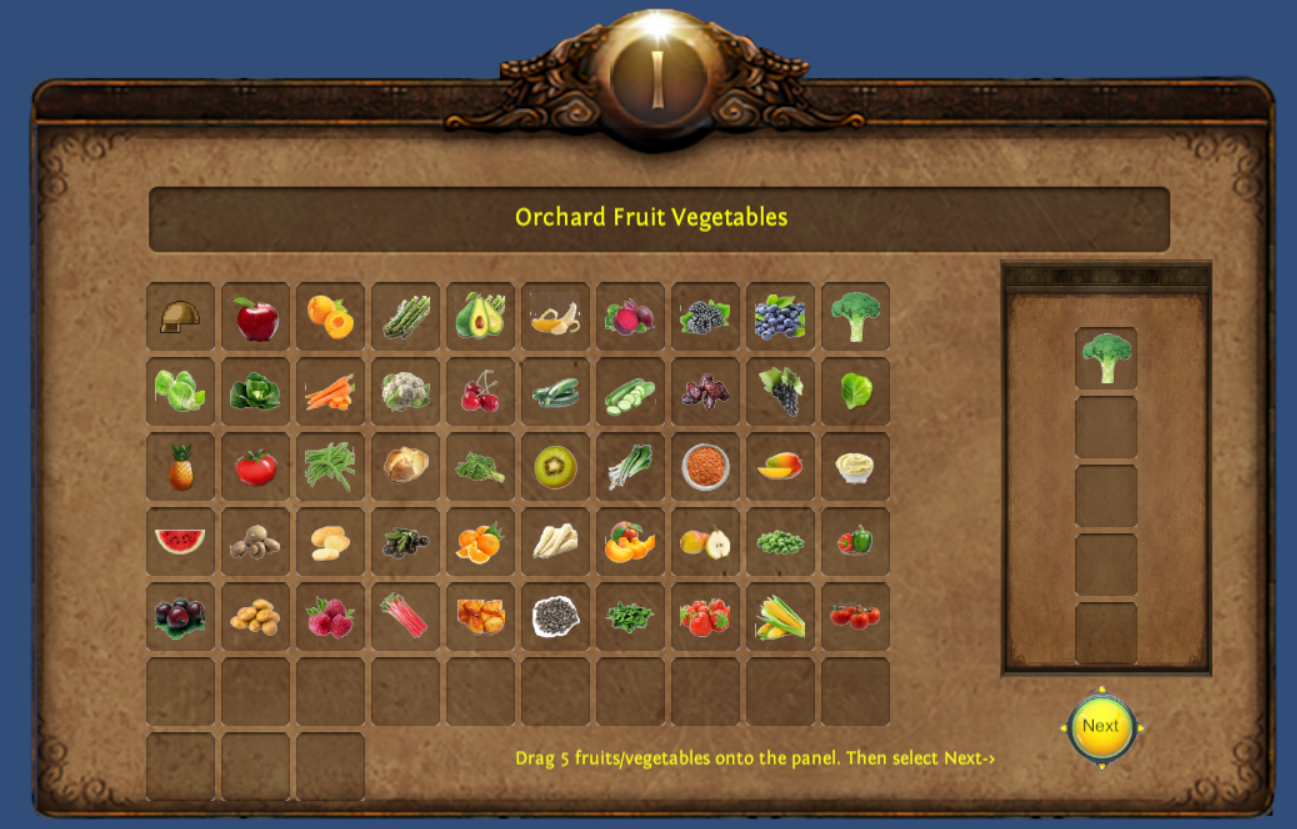 I
Orchard Fruit Vegetables
Drag 5 fruits/vegetables onto the panel. Then select Next->
Next